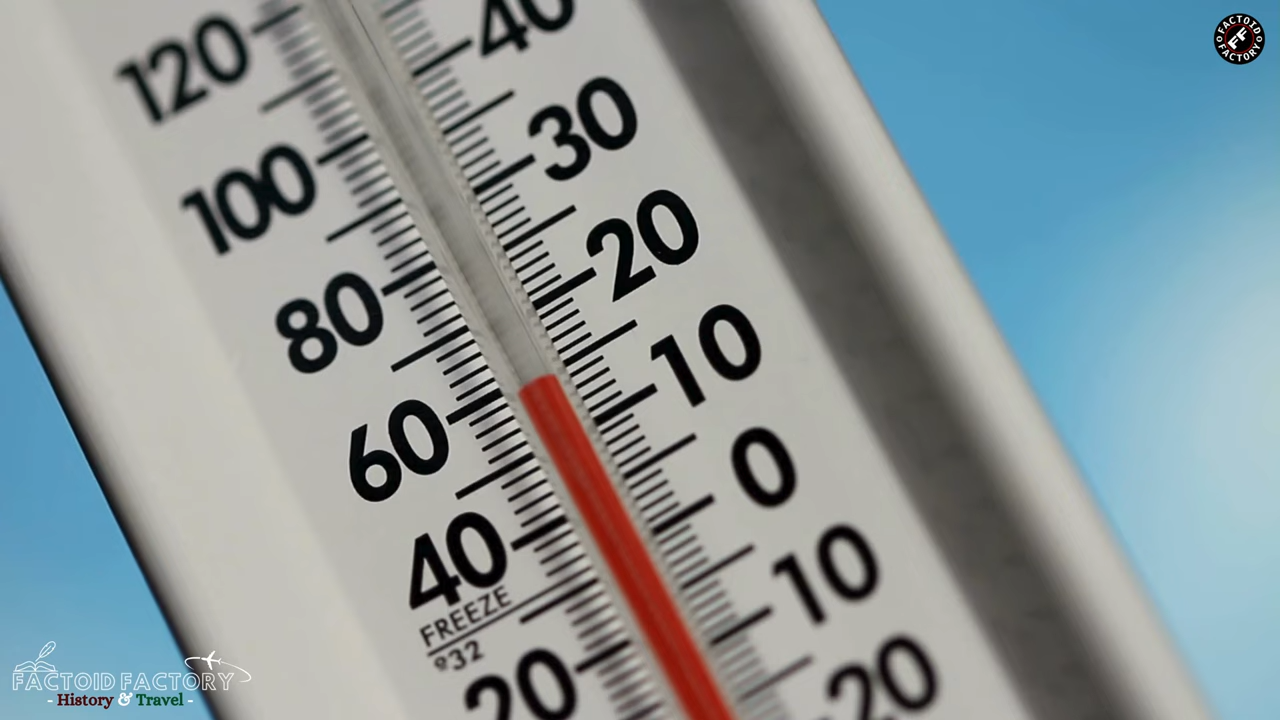 120
100
80
60
40
FREEZE
°32
20
40
30
20
10
0
10
20
FACTOID
FF
FACTORY
FACTOID FACTORY
- History & Travel -